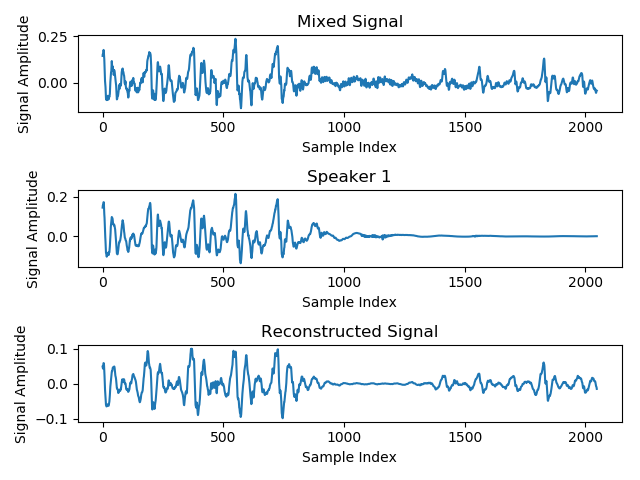 Mixed Signal
Signal Amplitude
0.25
0.00
0 500 1000 1500 2000
Sample Index
Speaker 1
Signal Amplitude
0.2
0.0
0 500 1000 1500 2000
Sample Index
Reconstructed Signal
Signal Amplitude
0.1
0.0
−0.1
0 500 1000 1500 2000
Sample Index